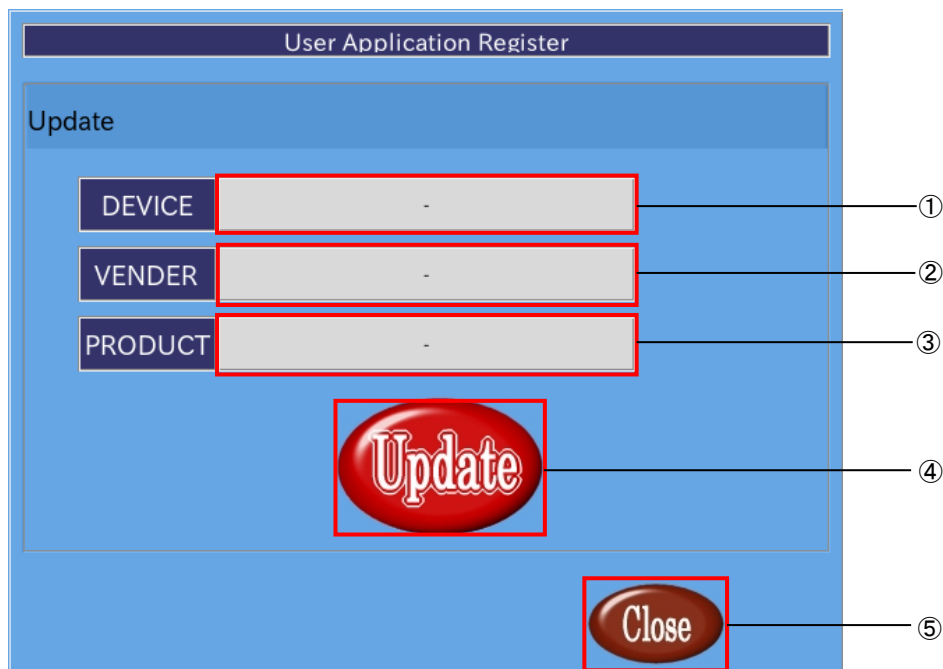 User Application Register
Update
DEVICE - ①
VENDER - ②
PRODUCT - ③
Update ④
Close ⑤